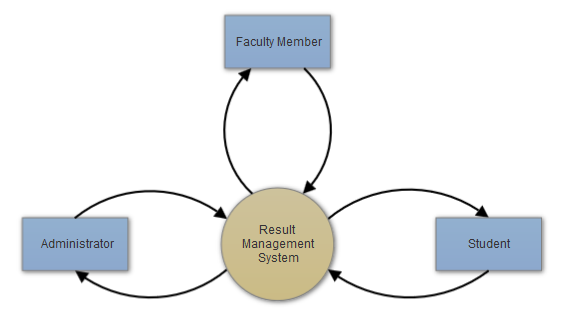 Faculty Member
Administrator
Result
Management
System
Student